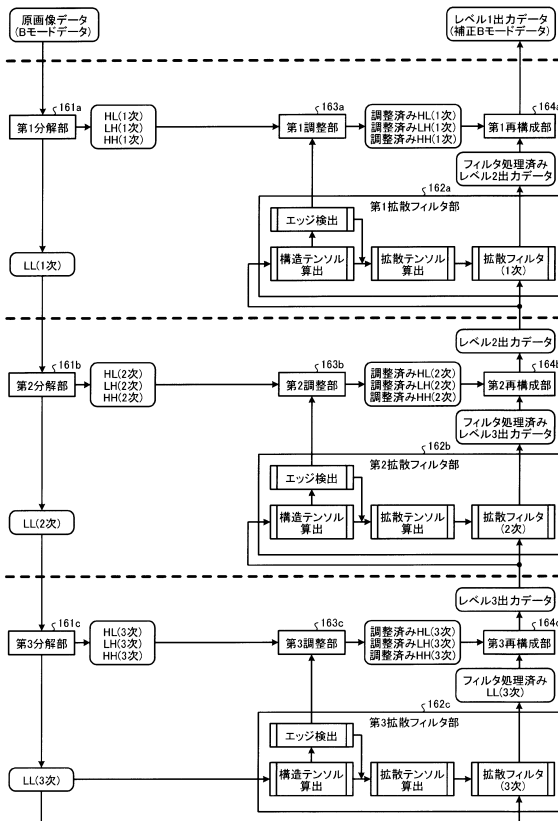 原画像データ
(Bモードデータ)
レベル1出力データ
(補正Bモードデータ)
161a
第1分解部
HL(1次)
LH(1次)
HH(1次)
163a
第1調整部
調整済みHL(1次)
調整済みLH(1次)
調整済みHH(1次)
164a
第1再構成部
フィルタ処理済み
レベル2出力データ
162a
第1拡散フィルタ部
エッジ検出
構造テンソル
算出
拡散テンソル
算出
拡散フィルタ
(1次)
LL(1次)
レベル2出力データ
161b
第2分解部
HL(2次)
LH(2次)
HH(2次)
163b
第2調整部
調整済みHL(2次)
調整済みLH(2次)
調整済みHH(2次)
164b
第2再構成部
フィルタ処理済み
レベル3出力データ
162b
第2拡散フィルタ部
エッジ検出
構造テンソル
算出
拡散テンソル
算出
拡散フィルタ
(2次)
LL(2次)
レベル3出力データ
161c
第3分解部
HL(3次)
LH(3次)
HH(3次)
163c
第3調整部
調整済みHL(3次)
調整済みLH(3次)
調整済みHH(3次)
164c
第3再構成部
フィルタ処理済み
LL(3次)
162c
第3拡散フィルタ部
エッジ検出
構造テンソル
算出
拡散テンソル
算出
拡散フィルタ
(3次)
LL(3次)